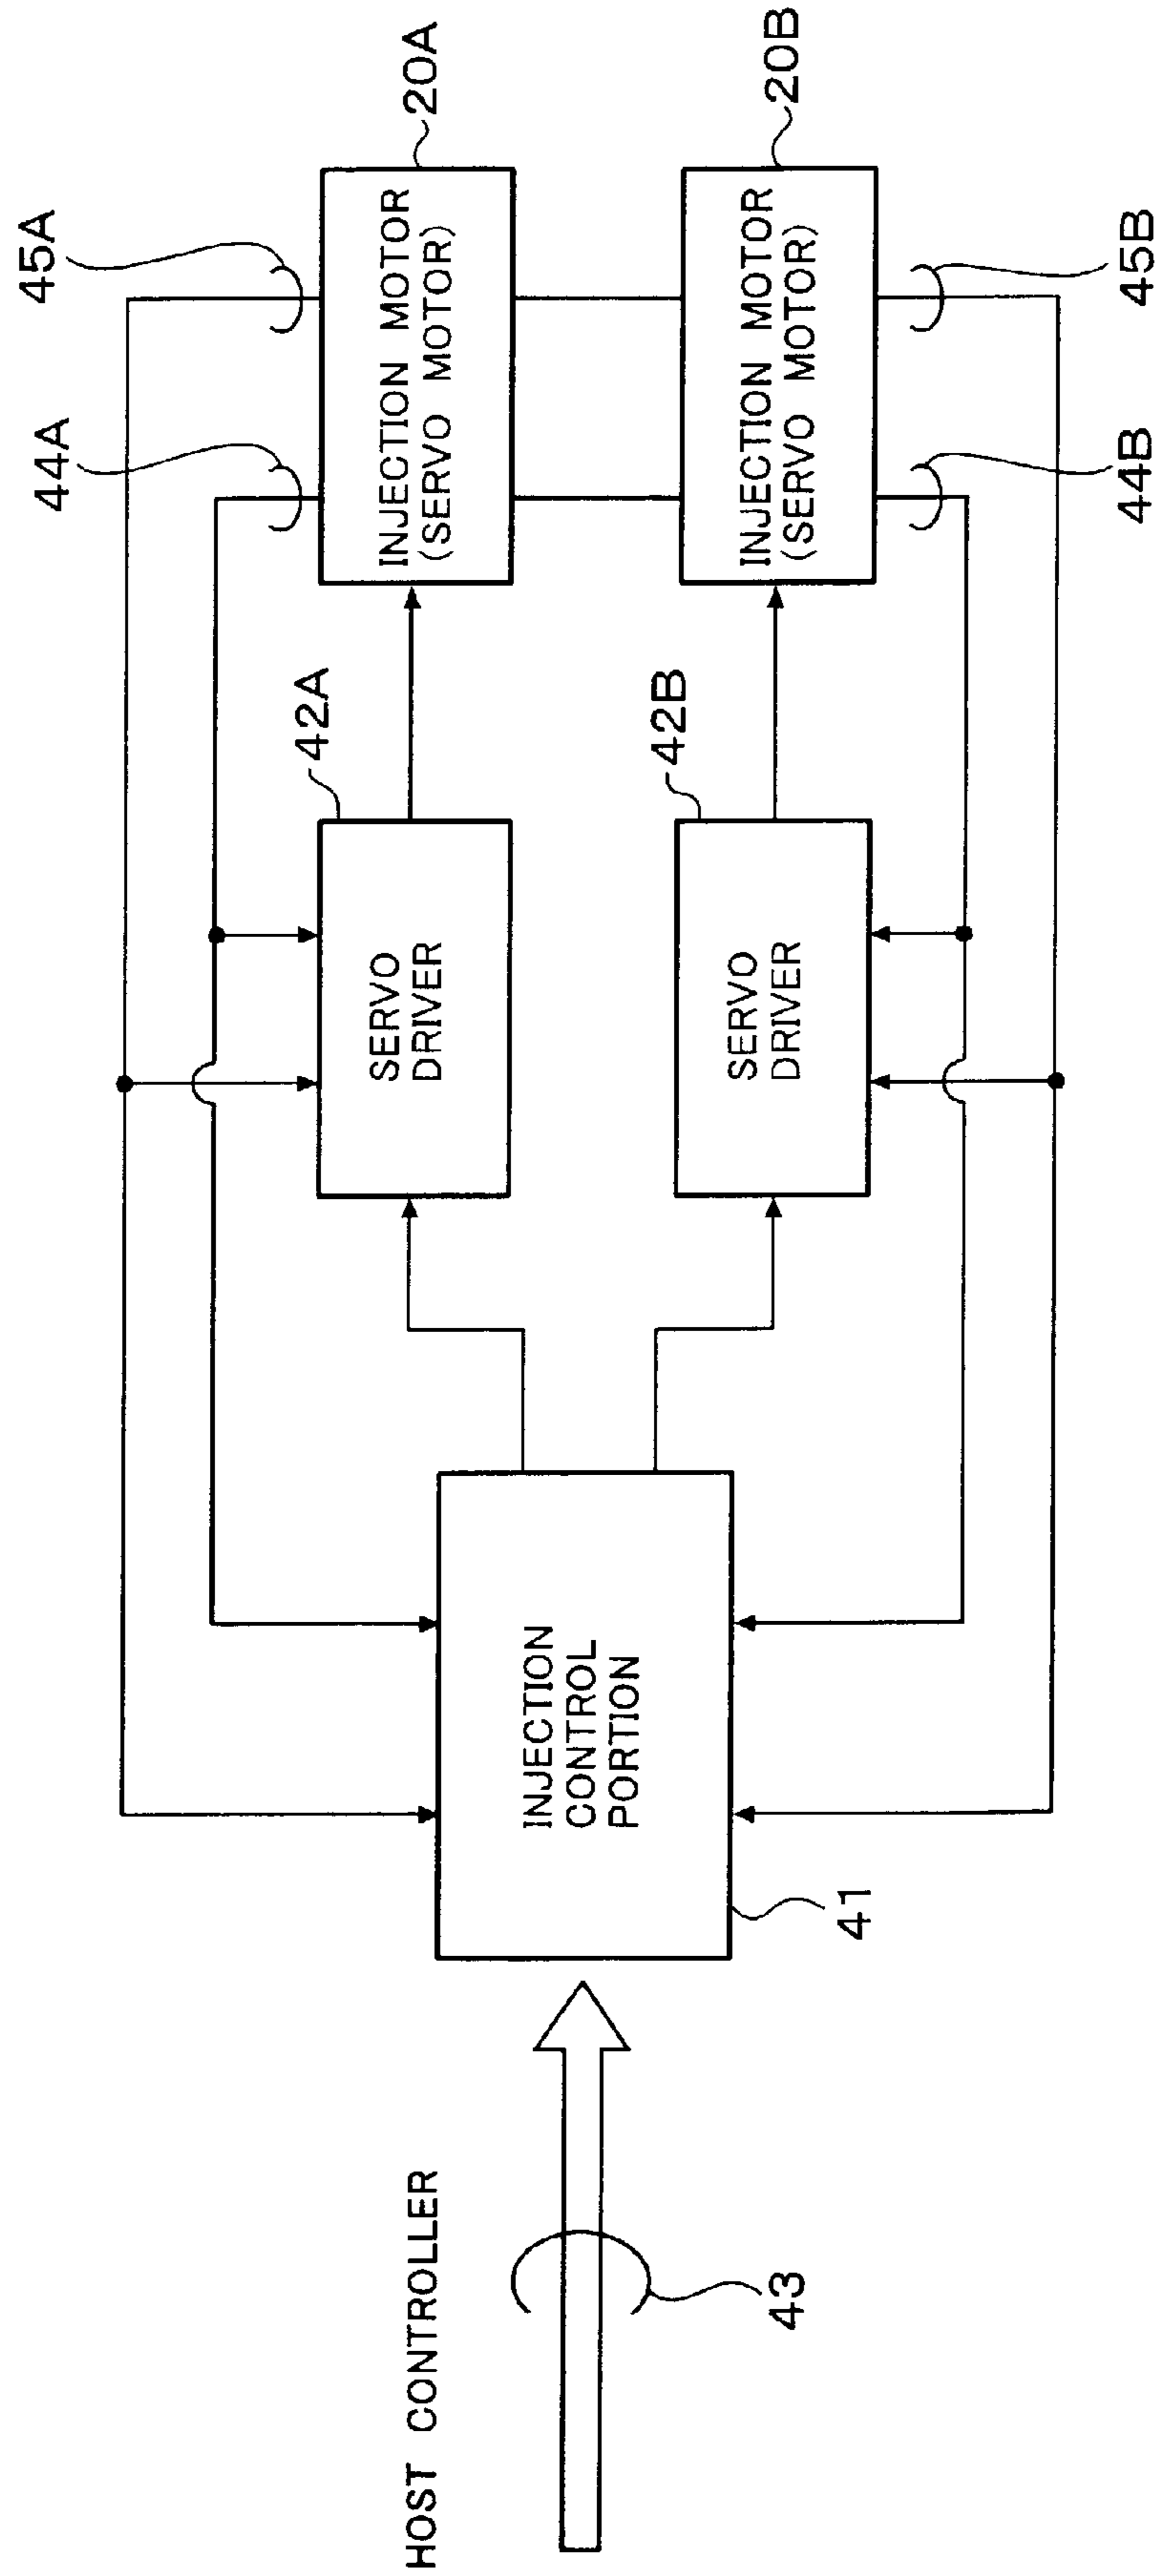 HOST CONTROLLER
43
INJECTION
CONTROL
PORTION
41
SERVO
DRIVER
42A
SERVO
DRIVER
42B
44A
45A
INJECTION MOTOR
(SERVO MOTOR)
20A
INJECTION MOTOR
(SERVO MOTOR)
20B
44B
45B